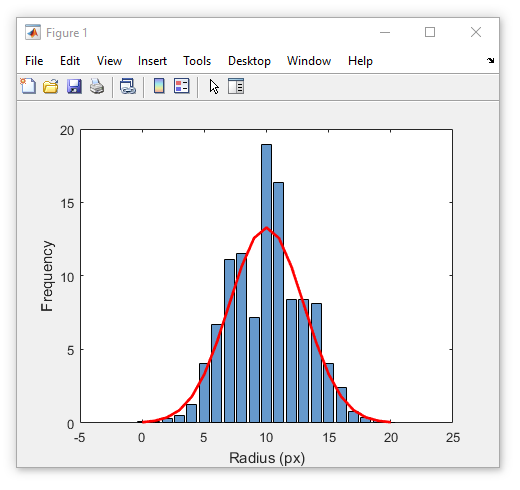 Figure 1
File Edit View Insert Tools Desktop Window Help
20
15
10
5
0
-5 0 5 10 15 20 25
Frequency
Radius (px)